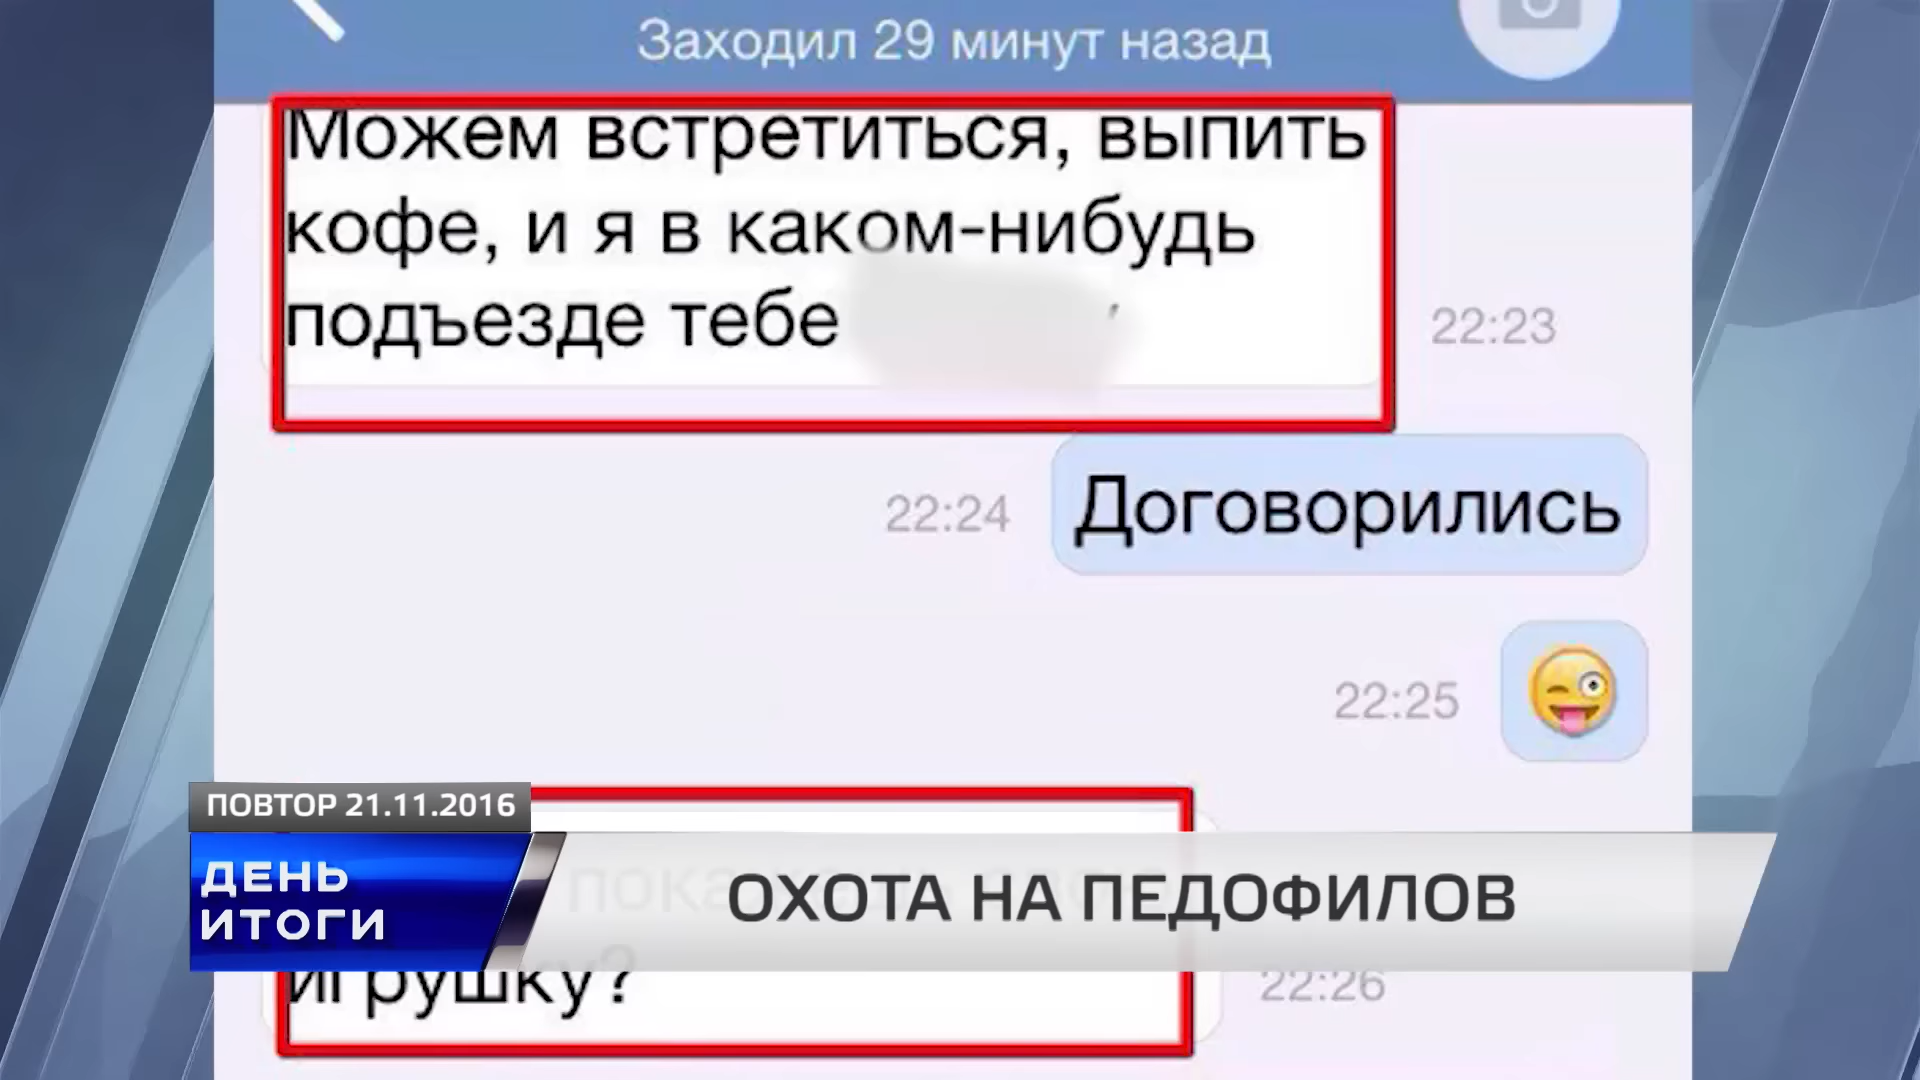 Заходил 29 минут назад
Можем встретиться, выпить
кофе, и я в каком-нибудь
подъезде тебе
22:23
22:24
Договорились
22:25
ПОВТОР 21.11.2016
ДЕНЬ
ИТОГИ
ОХОТА НА ПЕДОФИЛОВ
игрушку?
22:26